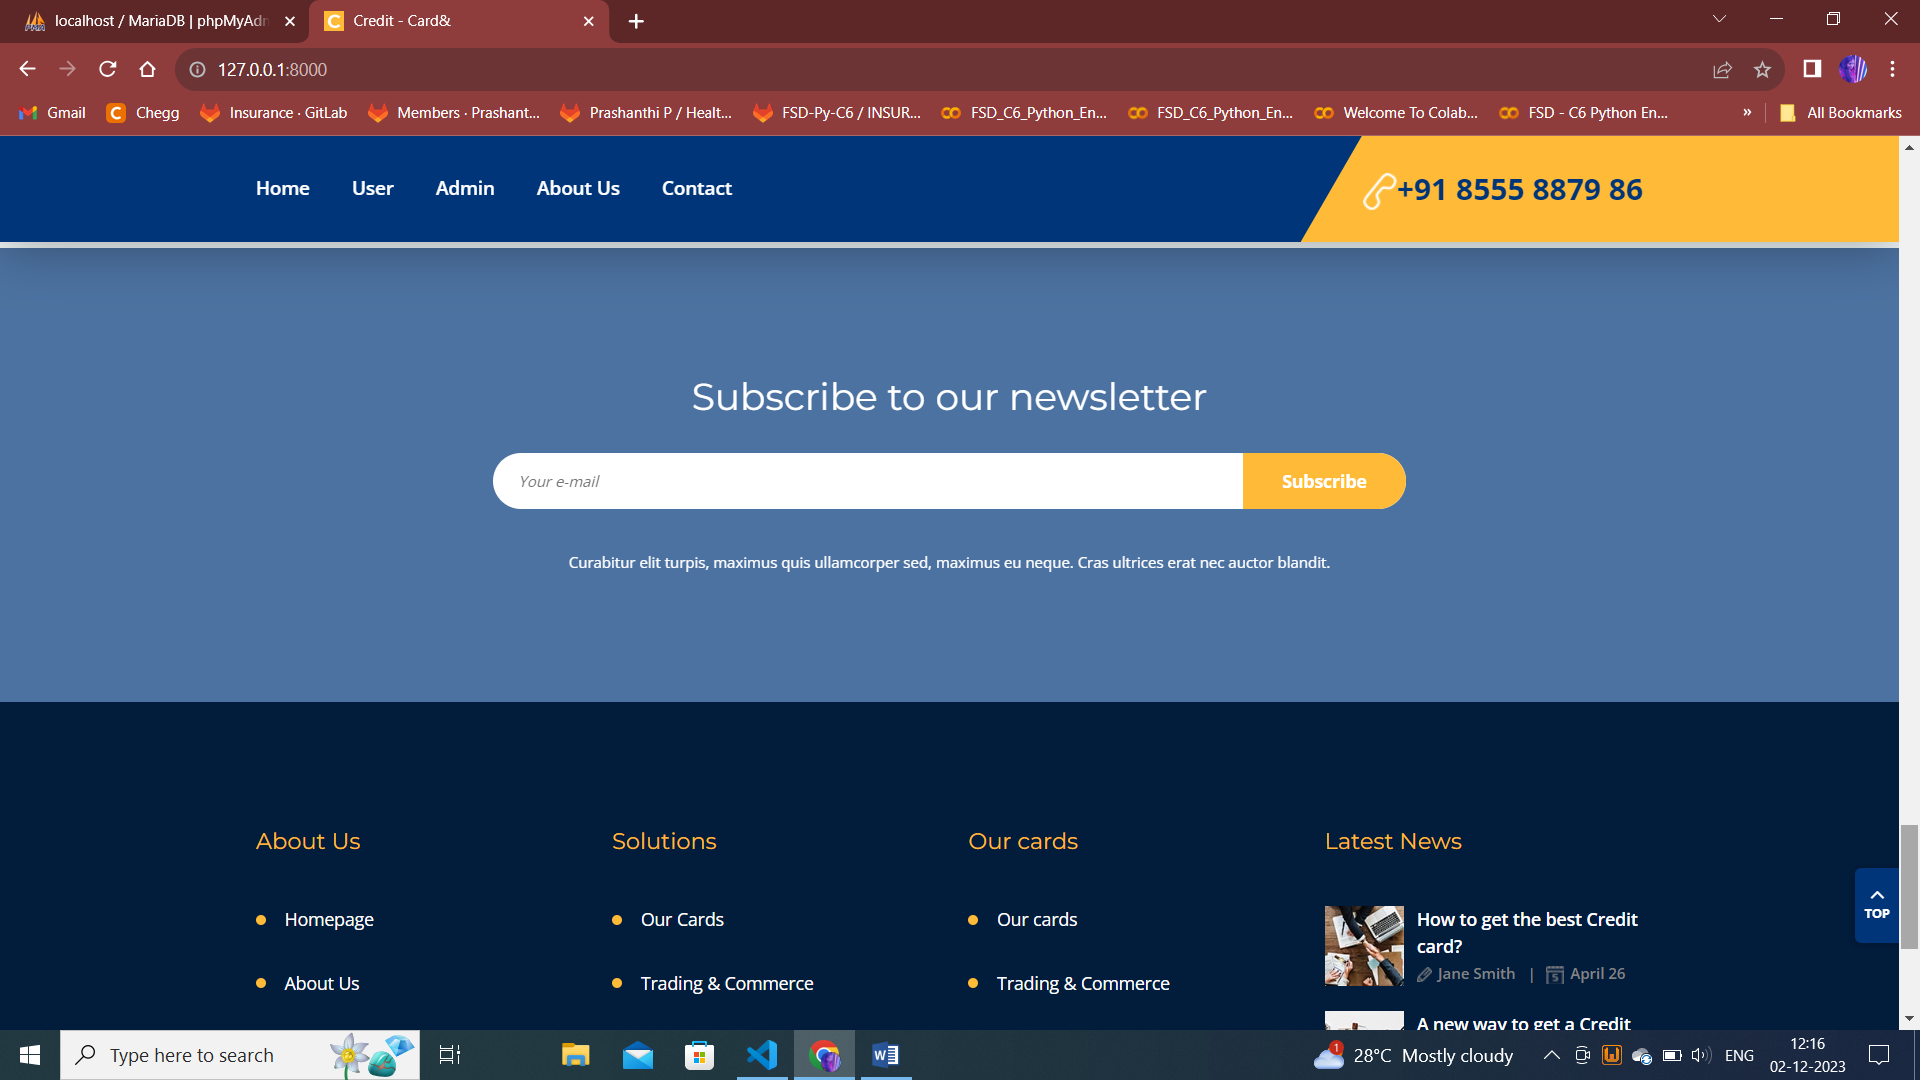 localhost / MariaDB | phpMyAdn
Credit - Card&
127.0.0.1:8000
Gmail
Chegg
Insurance · GitLab
Members · Prashant...
Prashanthi P / Healt...
FSD-Py-C6 / INSUR...
FSD_C6_Python_En...
FSD_C6_Python_En...
Welcome To Colab...
FSD - C6 Python En...
»
All Bookmarks
Home
User
Admin
About Us
Contact
+91 8555 8879 86
Subscribe to our newsletter
Your e-mail
Subscribe
Curabitur elit turpis, maximus quis ullamcorper sed, maximus eu neque. Cras ultrices erat nec auctor blandit.
About Us
Homepage
About Us
Solutions
Our Cards
Trading & Commerce
Our cards
Our cards
Trading & Commerce
Latest News
How to get the best Credit
card?
Jane Smith | April 26
A new way to get a Credit
TOP
Type here to search
1
28°C Mostly cloudy
ENG
12:16
02-12-2023